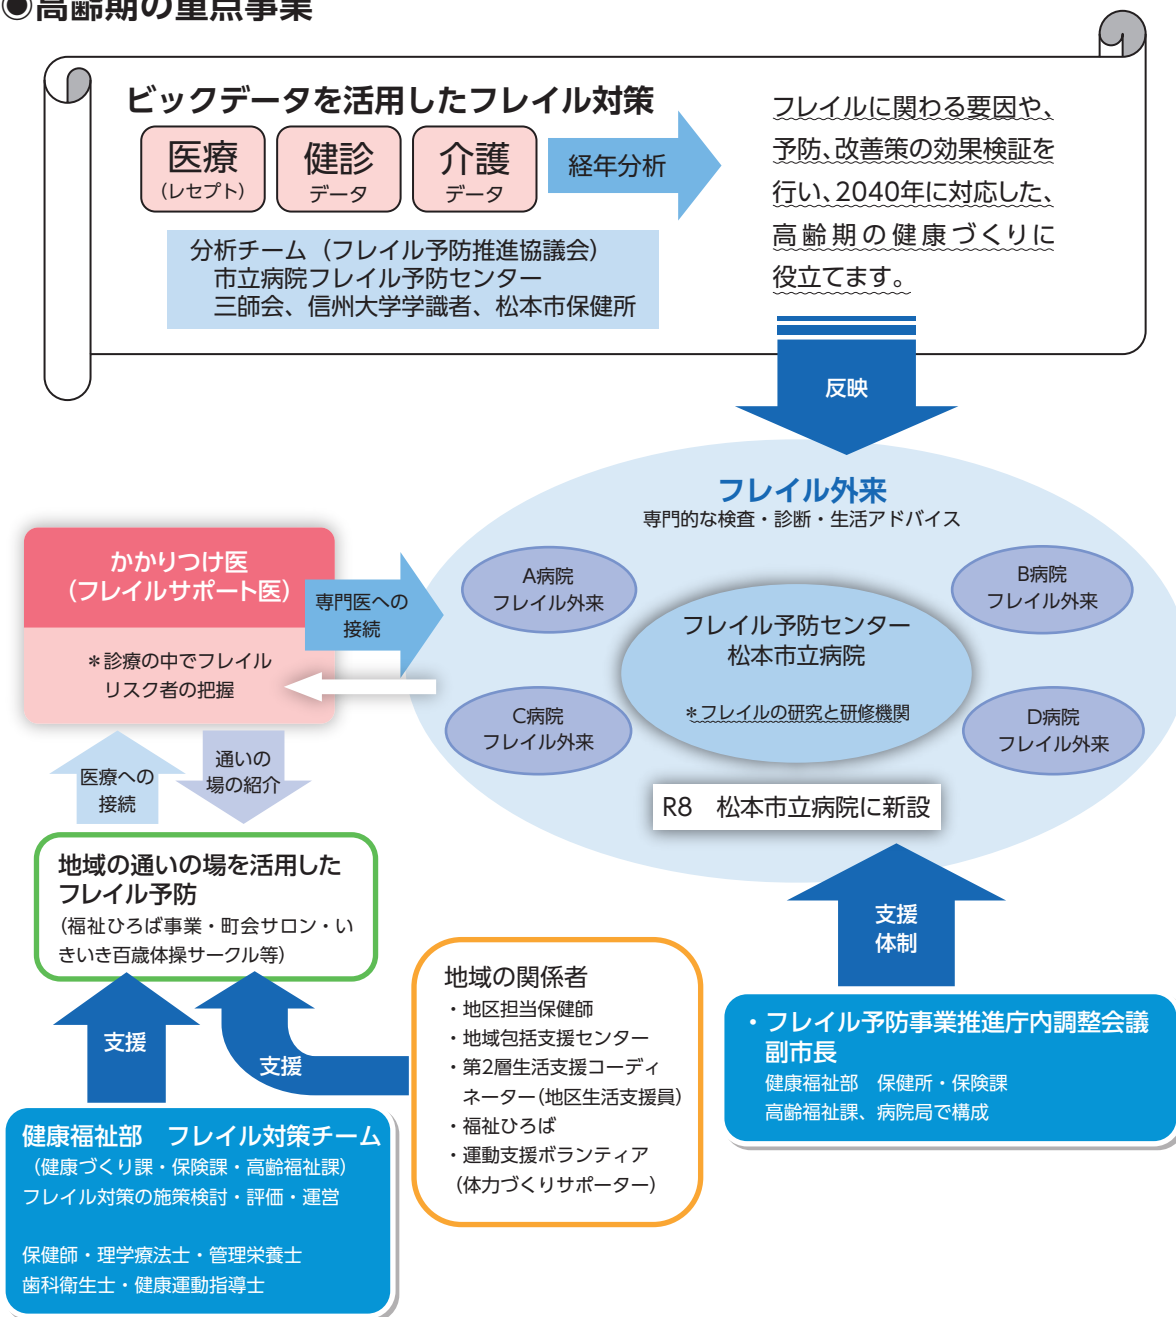 ◉高齢期の重点事業
ビックデータを活用したフレイル対策
医療
（レセプト）
健診
データ
介護
データ
経年分析
分析チーム（フレイル予防推進協議会）
市立病院フレイル予防センター
三師会、信州大学学識者、松本市保健所
フレイルに関わる要因や、
予防、改善策の効果検証を
行い、2040年に対応した、
高齢期の健康づくりに
役立てます。
反映
フレイル外来
専門的な検査・診断・生活アドバイス
A病院
フレイル外来
B病院
フレイル外来
フレイル予防センター
松本市立病院
＊フレイルの研究と研修機関
C病院
フレイル外来
D病院
フレイル外来
R8　松本市立病院に新設
かかりつけ医
（フレイルサポート医）
＊診療の中でフレイル
リスク者の把握
専門医への
接続
医療への
接続
通いの
場の紹介
地域の通いの場を活用した
フレイル予防
（福祉ひろば事業・町会サロン・い
きいき百歳体操サークル等）
支援
支援
地域の関係者
・地区担当保健師
・地域包括支援センター
・第2層生活支援コーディ
ネーター（地区生活支援員）
・福祉ひろば
・運動支援ボランティア
（体力づくりサポーター）
支援
体制
・フレイル予防事業推進庁内調整会議
副市長
健康福祉部　保健所・保険課
高齢福祉課、病院局で構成
健康福祉部　フレイル対策チーム
（健康づくり課・保険課・高齢福祉課）
フレイル対策の施策検討・評価・運営
保健師・理学療法士・管理栄養士
歯科衛生士・健康運動指導士